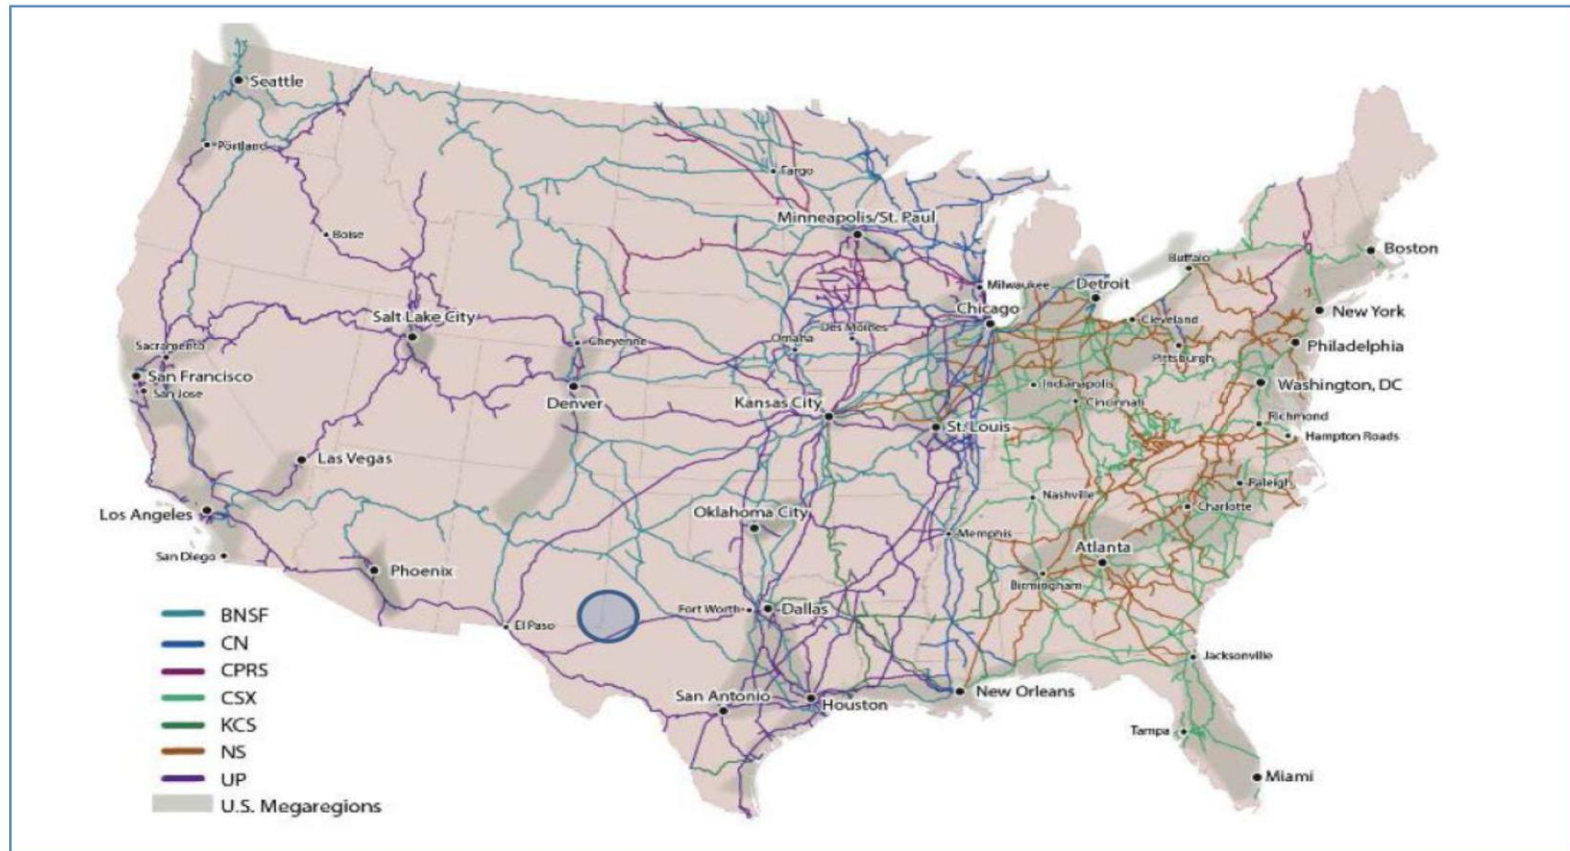 Seattle
Portland
Fargo
Minneapolis/St. Paul
Boise
Boston
Buffalo
Milwaukee
Detroit
Chicago
New York
Salt Lake City
Cleveland
Des Moines
Omaha
Cheyenne
Sacramento
Philadelphia
Pittsburgh
San Francisco
San Jose
Indianapolis
Washington, DC
Denver
Kansas City
Cincinnati
Richmond
St. Louis
Hampton Roads
Las Vegas
Raleigh
Nashville
Charlotte
Los Angeles
Oklahoma City
Memphis
San Diego
Phoenix
Atlanta
Birmingham
Fort Worth
Dallas
El Paso
Jacksonville
San Antonio
New Orleans
Houston
Tampa
Miami
BNSF
CN
CPRS
CSX
KCS
NS
UP
U.S. Megaregions